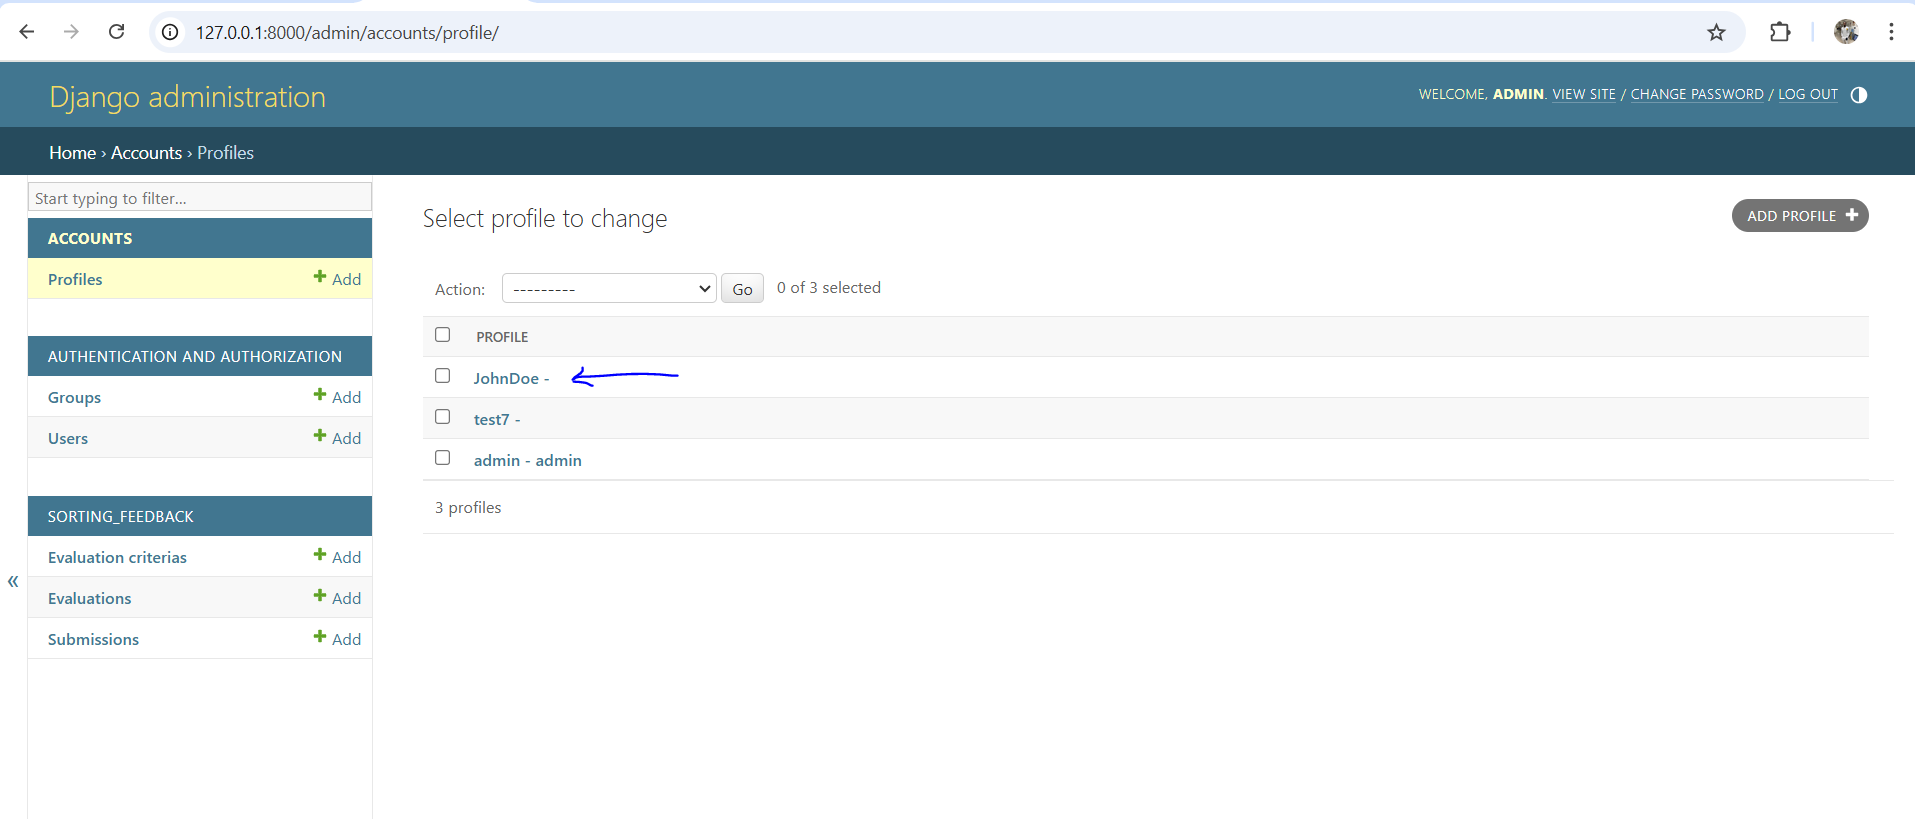 127.0.0.1:8000/admin/accounts/profile/
Django administration
WELCOME, ADMIN. VIEW SITE / CHANGE PASSWORD / LOG OUT
Home › Accounts › Profiles
Start typing to filter...
ACCOUNTS
Profiles + Add
AUTHENTICATION AND AUTHORIZATION
Groups + Add
Users + Add
SORTING_FEEDBACK
Evaluation criterias + Add
Evaluations + Add
Submissions + Add
«
Select profile to change
ADD PROFILE +
Action: --------- Go 0 of 3 selected
PROFILE
JohnDoe -
test7 -
admin - admin
3 profiles